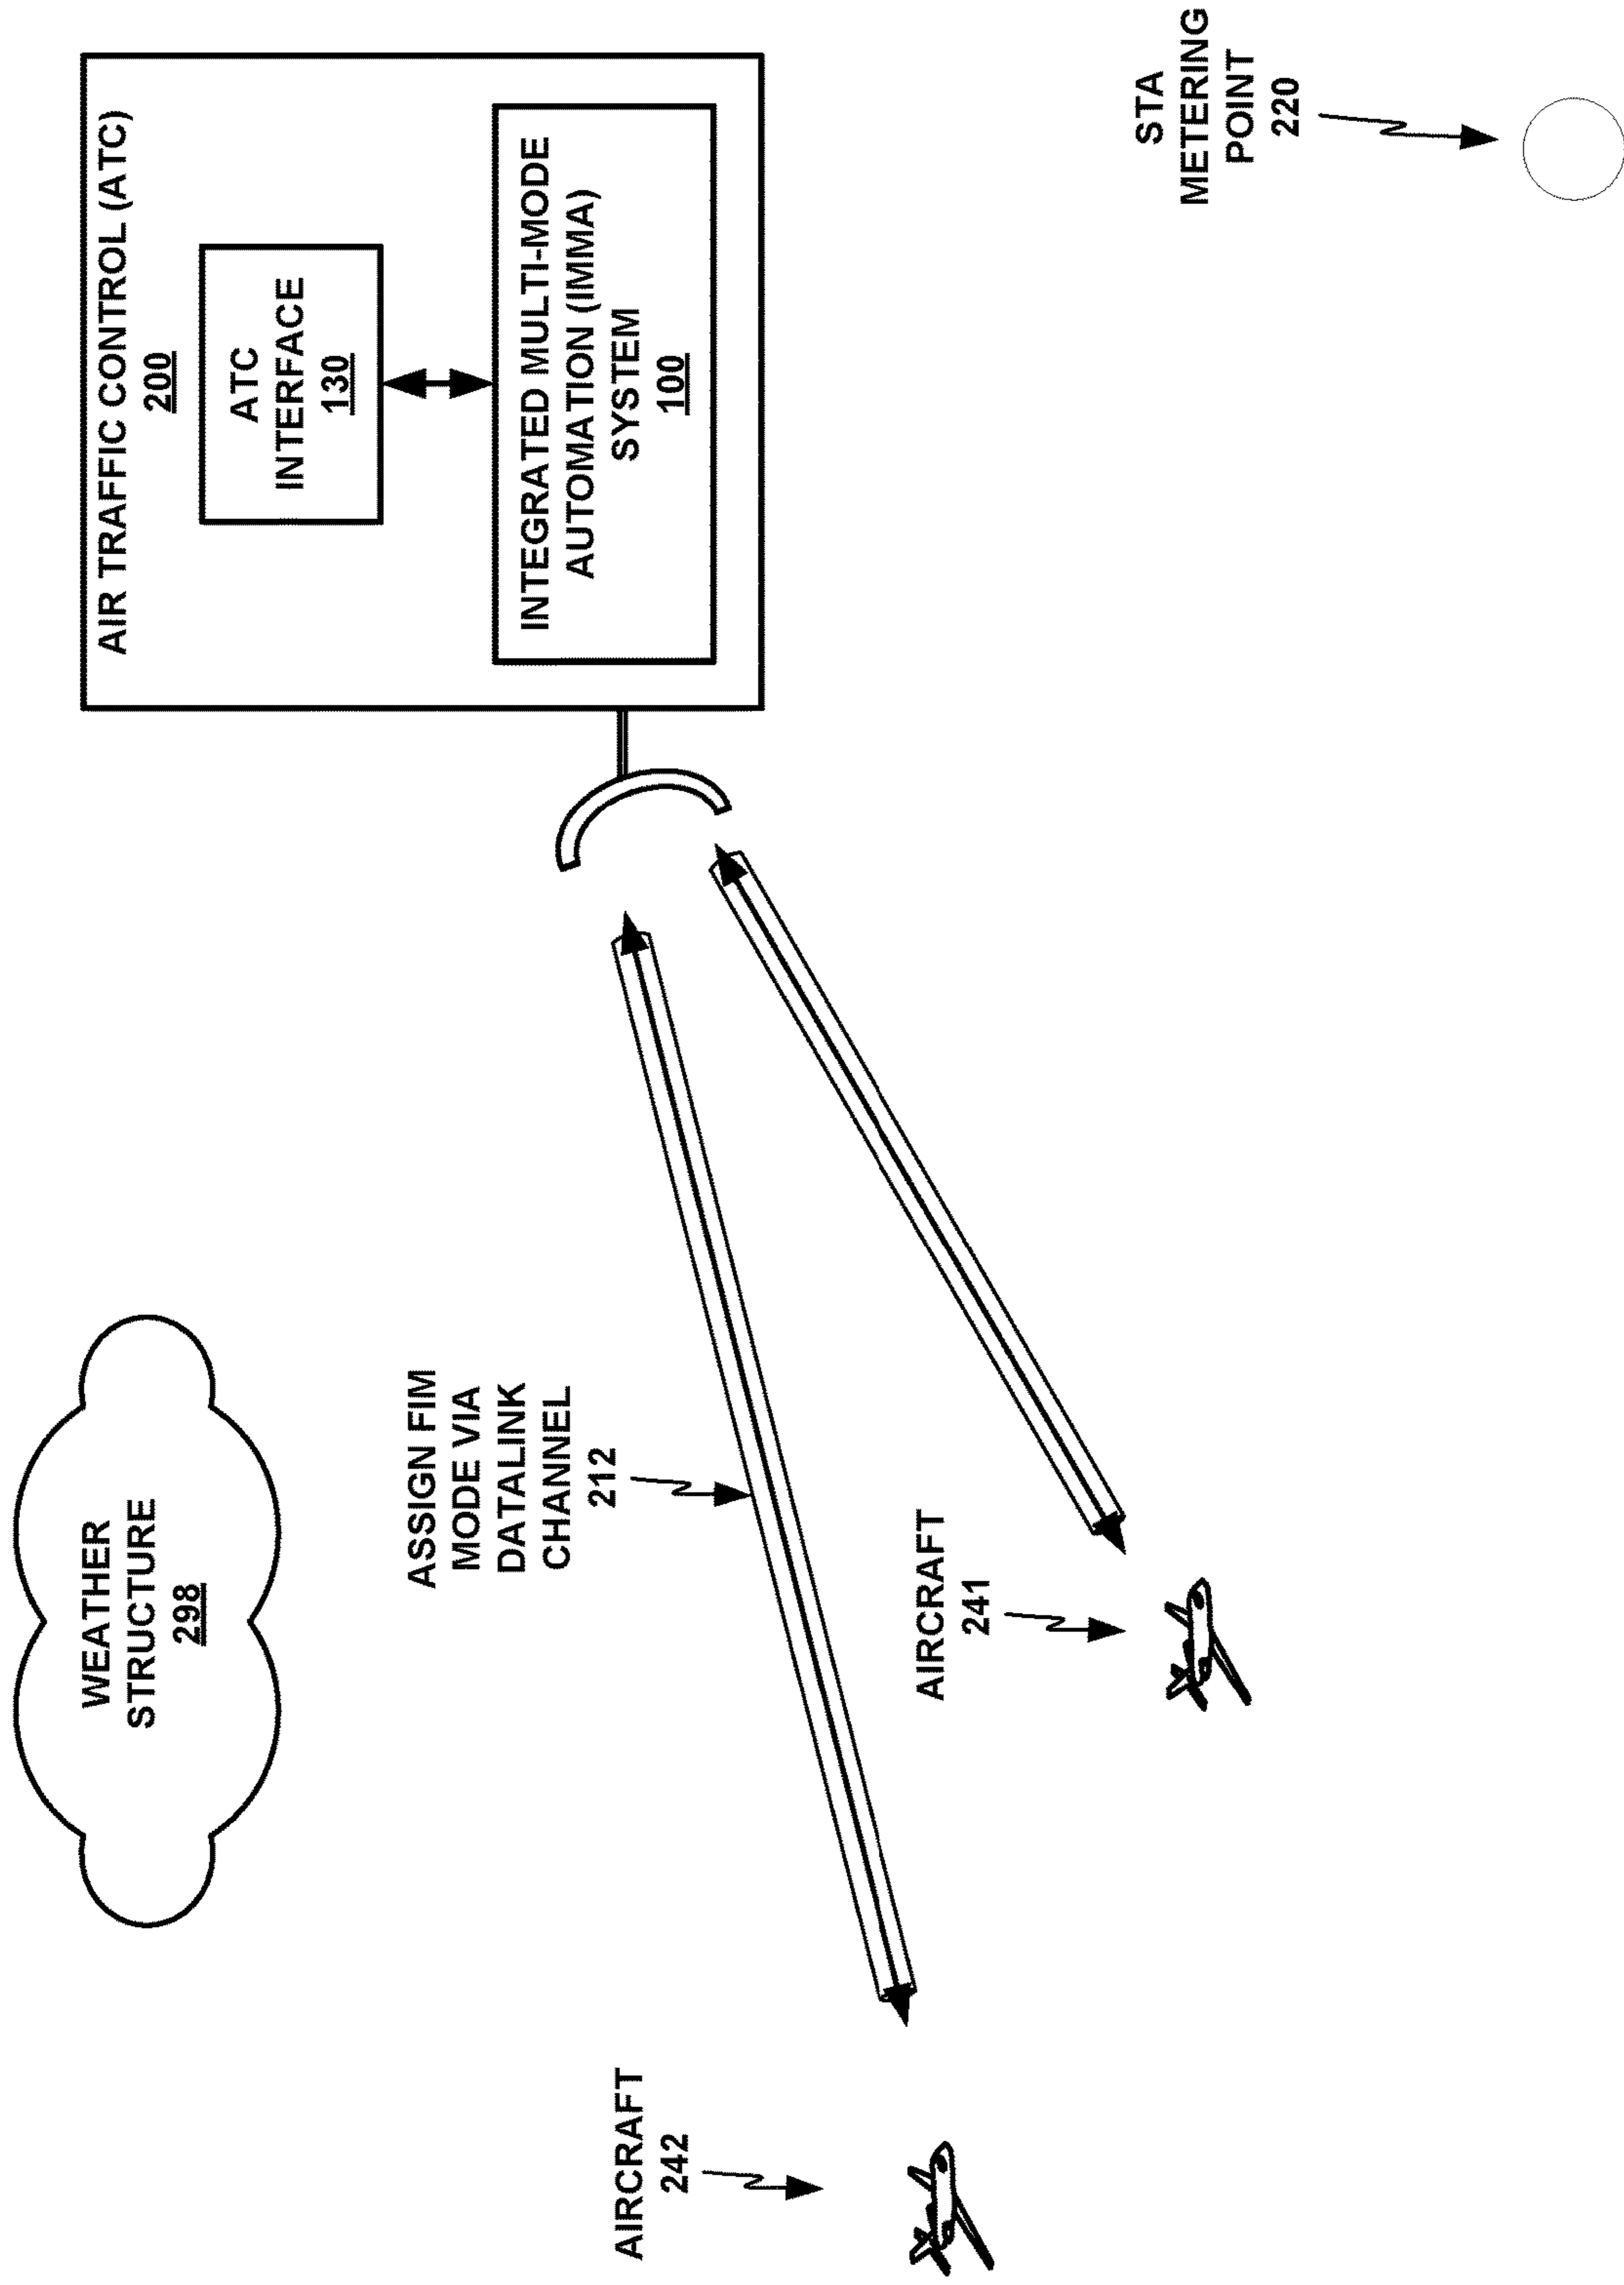 WEATHER
STRUCTURE
298
AIR TRAFFIC CONTROL (ATC)
200
ATC
INTERFACE
130
INTEGRATED MULTI-MODE
AUTOMATION (IMMA)
SYSTEM
100
ASSIGN FIM
MODE VIA
DATALINK
CHANNEL
212
AIRCRAFT
242
AIRCRAFT
241
STA
METERING
POINT
220